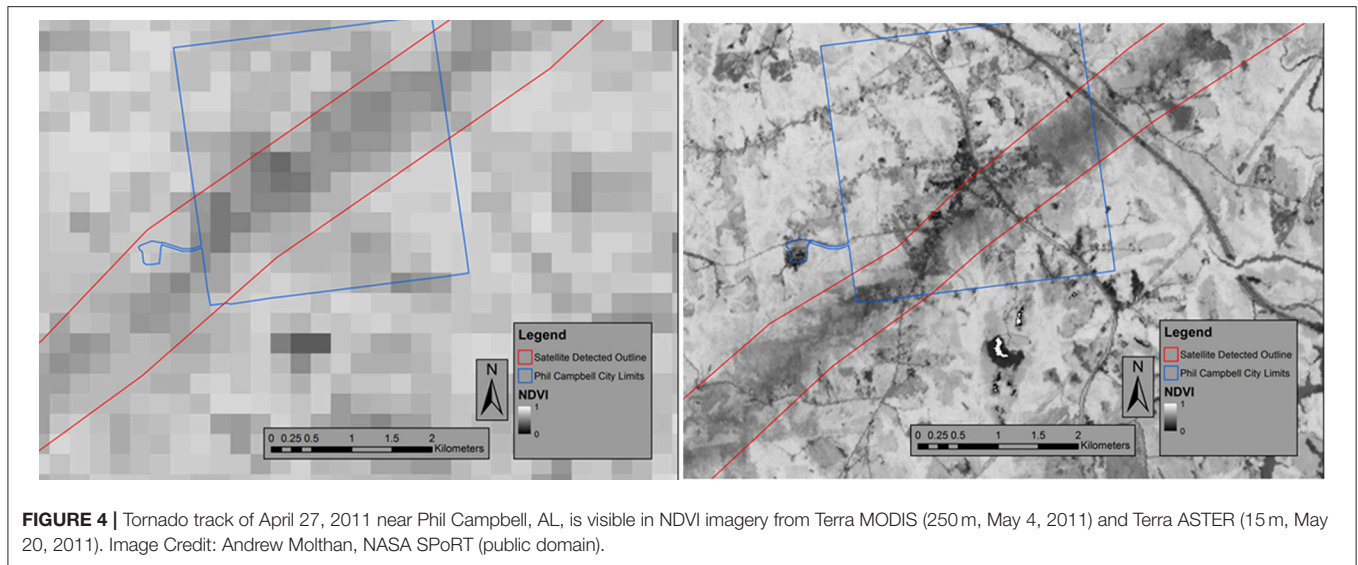 Legend
Satellite Detected Outline
Phil Campbell City Limits
NDVI
1
0
N
0 0.25 0.5 1 1.5 2
Kilometers
Legend
Satellite Detected Outline
Phil Campbell City Limits
NDVI
1
0
N
0 0.25 0.5 1 1.5 2
Kilometers
FIGURE 4 | Tornado track of April 27, 2011 near Phil Campbell, AL, is visible in NDVI imagery from Terra MODIS (250 m, May 4, 2011) and Terra ASTER (15 m, May
20, 2011). Image Credit: Andrew Molthan, NASA SPoRT (public domain).